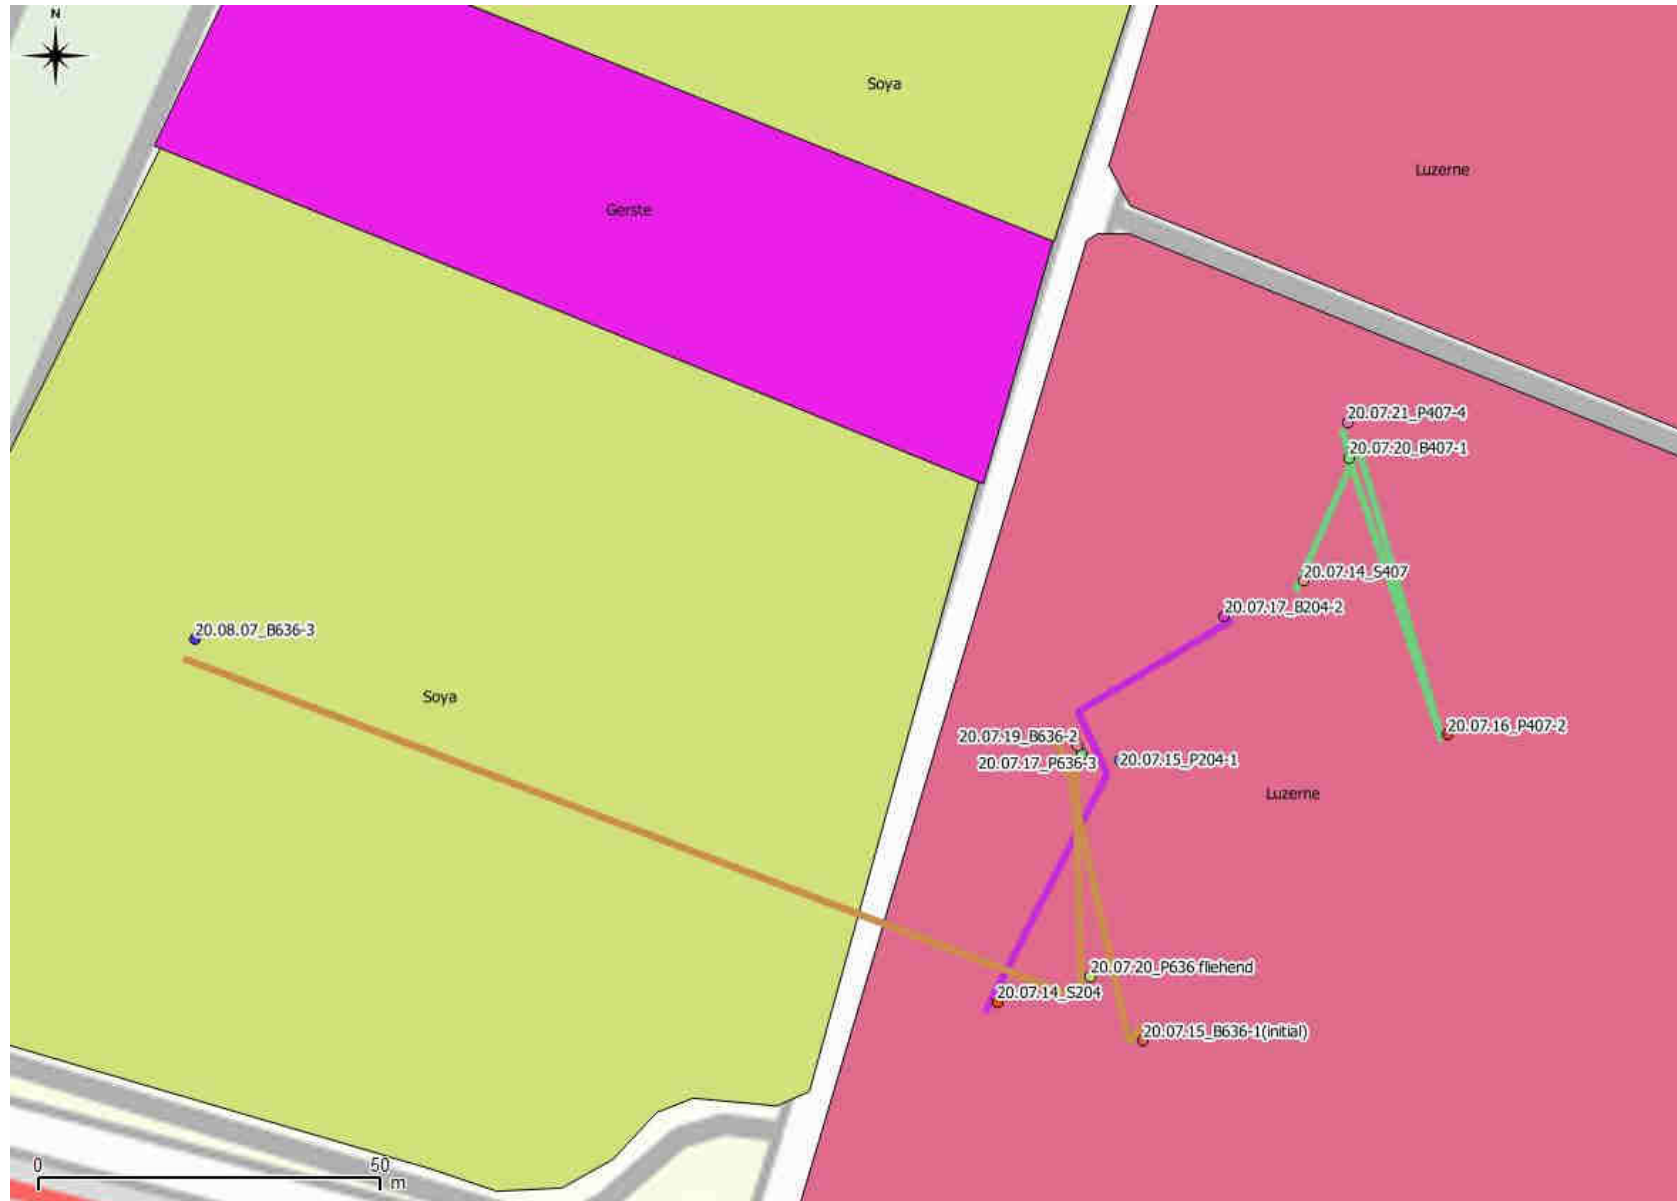 N
Soya
Luzerne
Gerste
20.07.21_P407-4
20.07.20_B407-1
20.07.14_S407
20.07.17_B204-2
20.08.07_B636-3
Soya
20.07.16_P407-2
20.07.19_B636-2
20.07.17_P636-3
20.07.15_P204-1
Luzerne
20.07.20_P636 fliehend
20.07.14_S204
20.07.15_B636-1(initial)
0 50
m